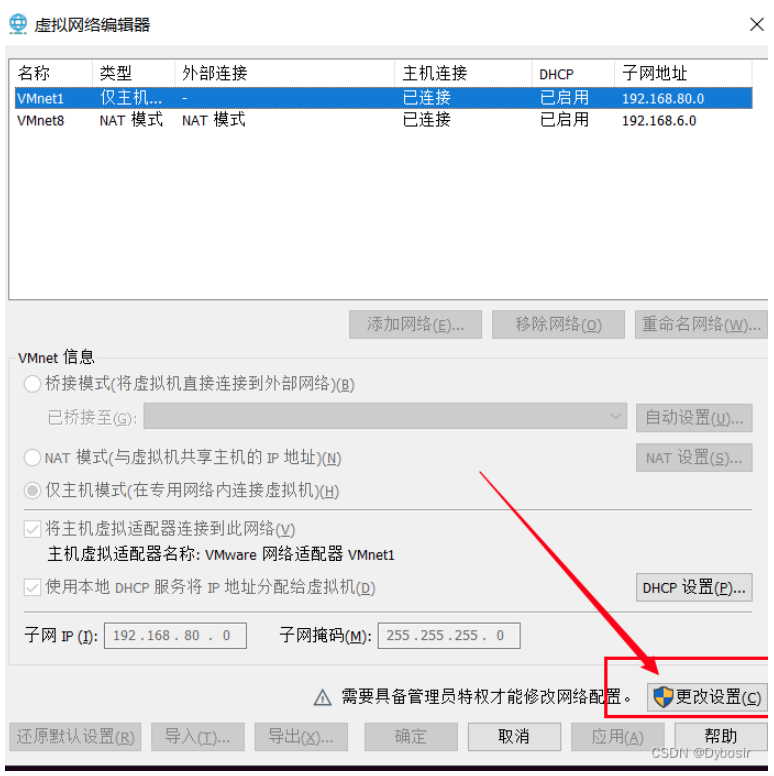 虚拟网络编辑器
名称 类型 外部连接 主机连接 DHCP 子网地址
VMnet1 仅主机... - 已连接 已启用 192.168.80.0
VMnet8 NAT 模式 NAT 模式 已连接 已启用 192.168.6.0
添加网络(E)... 移除网络(O) 重命名网络(W)...
VMnet 信息
桥接模式(将虚拟机直接连接到外部网络)(B)
已桥接至(G): 自动设置(U)...
NAT 模式(与虚拟机共享主机的 IP 地址)(N) NAT 设置(S)...
仅主机模式(在专用网络内连接虚拟机)(H)
将主机虚拟适配器连接到此网络(V)
主机虚拟适配器名称: VMware 网络适配器 VMnet1
使用本地 DHCP 服务将 IP 地址分配给虚拟机(D) DHCP 设置(P)...
子网 IP (I): 192 . 168 . 80 . 0 子网掩码(M): 255 . 255 . 255 . 0
需要具备管理员特权才能修改网络配置。 更改设置(C)
还原默认设置(R) 导入(T)... 导出(X)... 确定 取消 应用(A) 帮助
CSDN @Dybosir